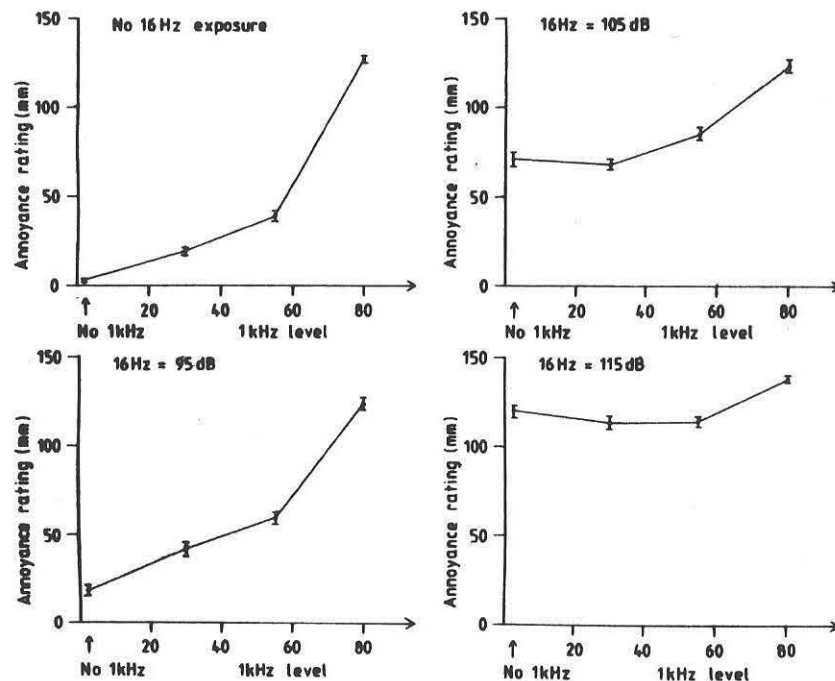 No 16Hz exposure
150
100
50
0
Annoyance rating (mm)
20 40 60 80
No 1kHz 1kHz level
16Hz = 105 dB
150
100
50
0
Annoyance rating (mm)
20 40 60 80
No 1kHz 1kHz level
16Hz = 95 dB
150
100
50
0
Annoyance rating (mm)
20 40 60 80
No 1kHz 1kHz level
16Hz = 115 dB
150
100
50
0
Annoyance rating (mm)
20 40 60 80
No 1kHz 1kHz level